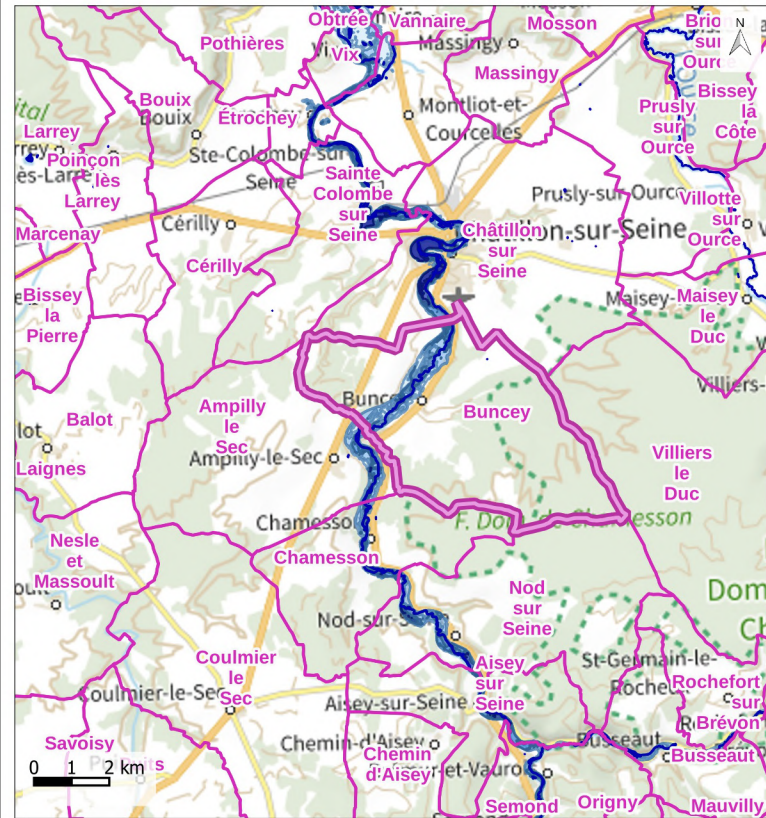 Obtrée
Vannaire
Mosson
Brion
sur
Ource
N
Pothières
Vix
Massingy
Massingy
Bissey
la
Côte
Bouix
Bouix
Étrochey
Montliot-et-
Courcelles
Prusly
sur
Ource
Larrey
Poinçon
lès
Larrey
Ste-Colombe-sur-
Seine
Sainte
Colombe
sur
Seine
Prusly-sur-Ource
Villotte
sur
Ource
Marcenay
Cérilly
Cérilly
Châtillon
sur
Seine
Bissey
la
Pierre
Maisey-
Maisey
le
Duc
Villiers-
Balot
Ampilly
le
Sec
Buncey
Laignes
Ampilly-le-Sec
Villiers
le
Duc
Chamesson
F. Dom. de Chamesson
Chamesson
Nesle
et
Massoult
Nod
sur
Seine
Nod-sur-S
Coulmier
le
Sec
Coulmier-le-Sec
Aisey
sur
Seine
Aisey-sur-Seine
St-Germain-le-
Rocheux
Rochefort
sur
Brévon
Savoisy
Chemin-d'Aisey
Chemin
d'Aisey
Busseaut
Busseaut
0 1 2 km
Semond
Origny
Mauvilly